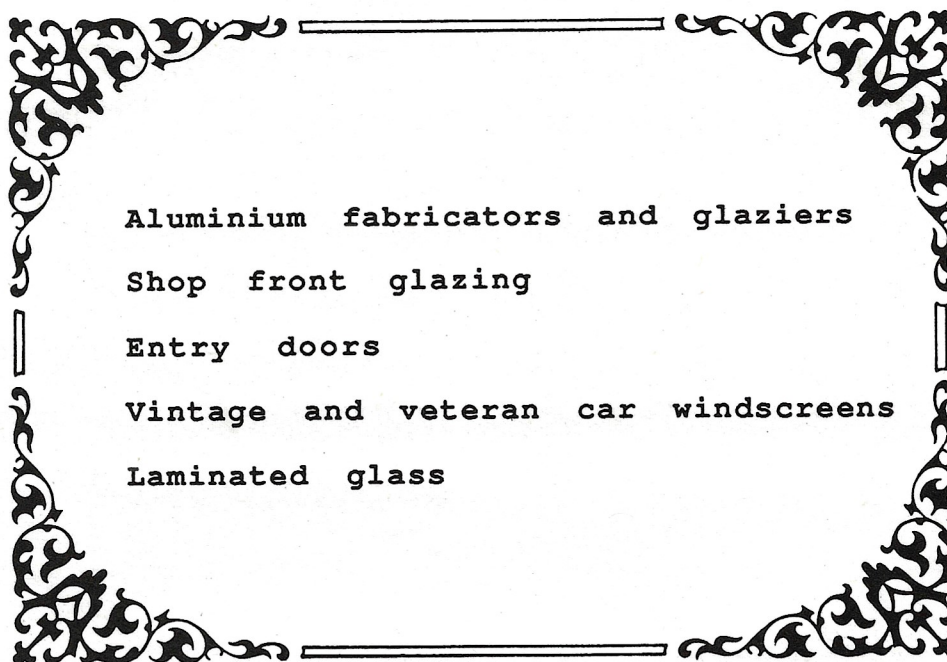 Aluminium fabricators and glaziers
Shop front glazing
Entry doors
Vintage and veteran car windscreens
Laminated glass